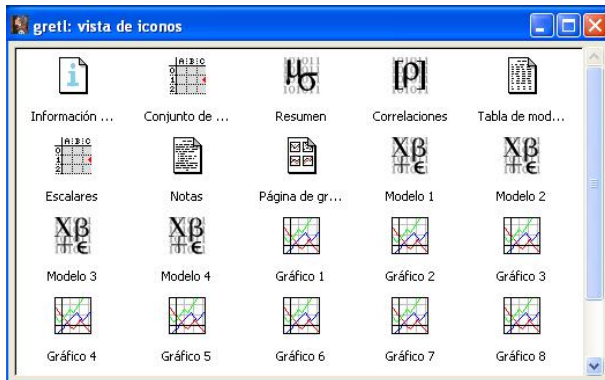 gretl: vista de iconos
Información ... Conjunto de ... Resumen Correlaciones Tabla de mod...
Escalares Notas Página de gr... Modelo 1 Modelo 2
Modelo 3 Modelo 4 Gráfico 1 Gráfico 2 Gráfico 3
Gráfico 4 Gráfico 5 Gráfico 6 Gráfico 7 Gráfico 8